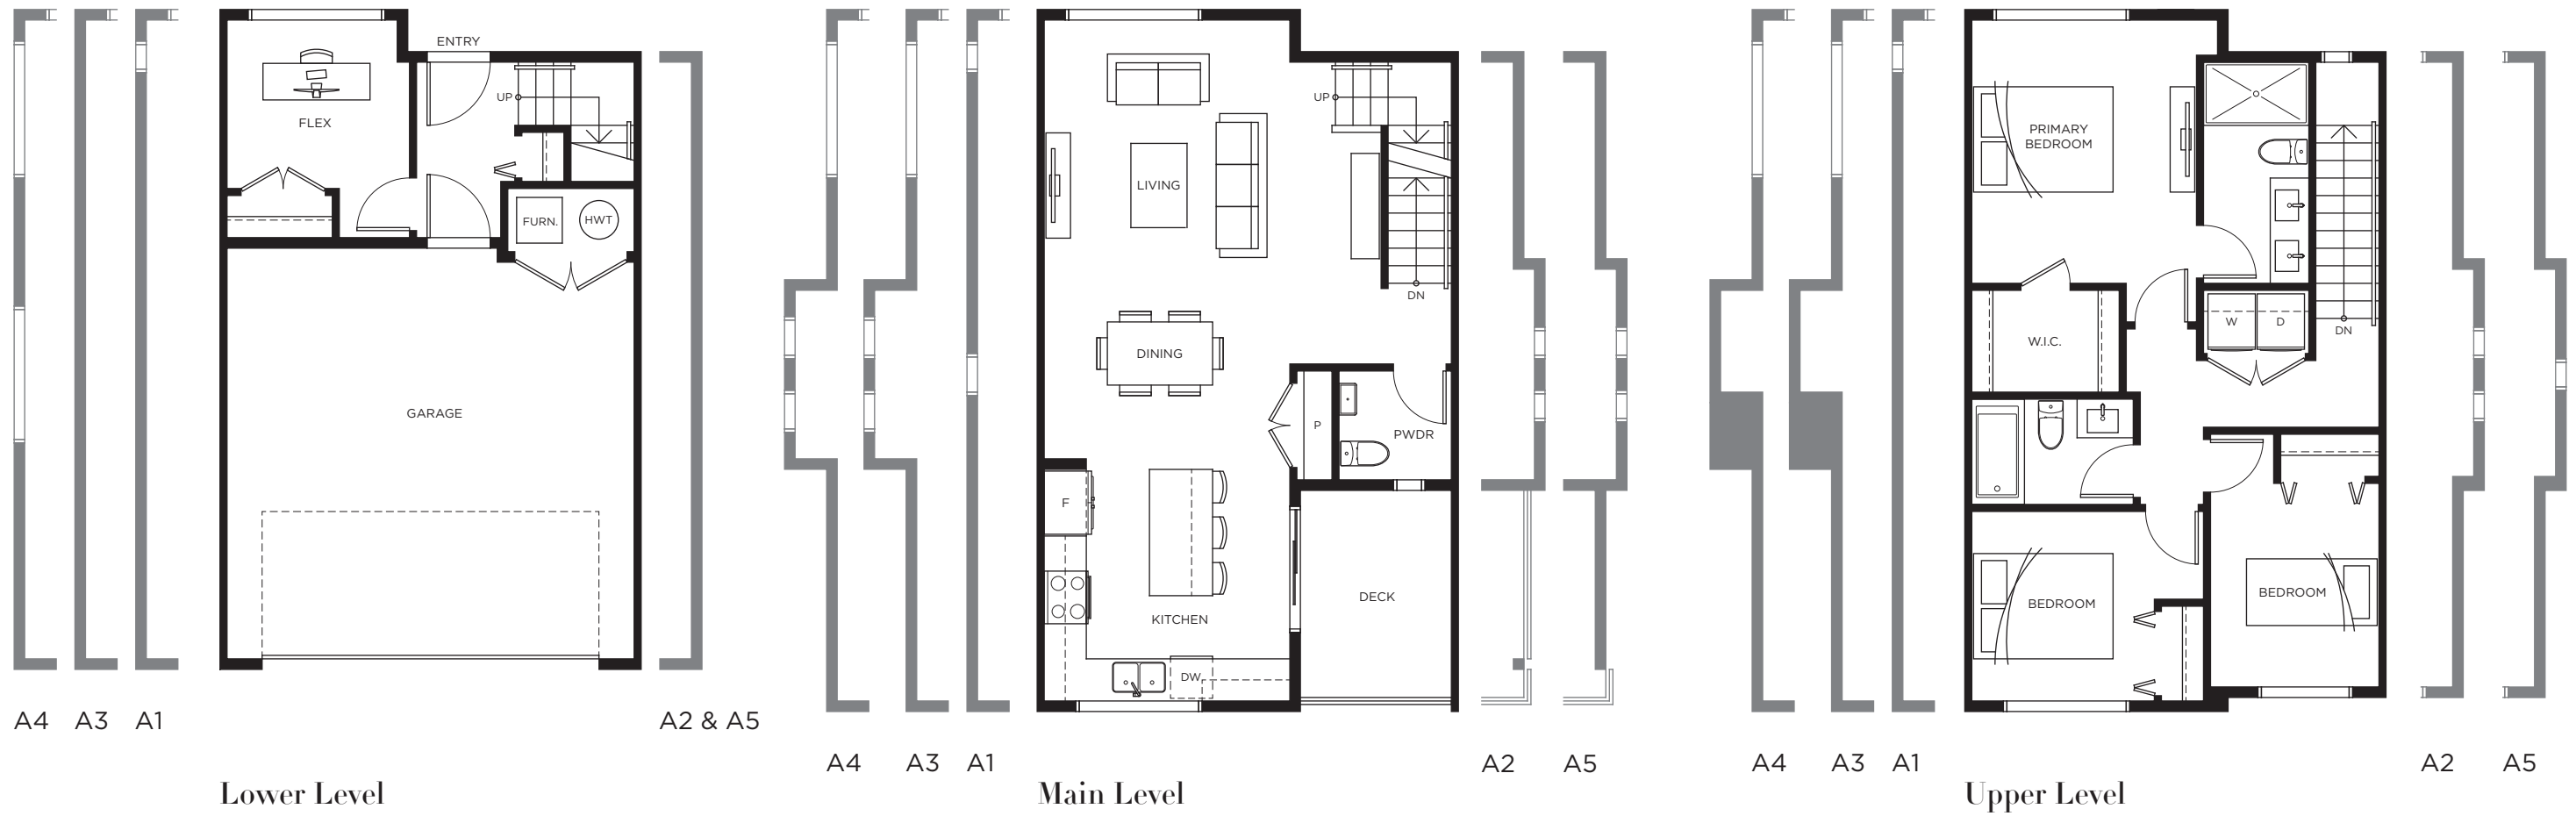 ENTRY
UP
FLEX
FURN.
HWT
GARAGE
A4
A3
A1
A2 & A5
Lower Level
UP
LIVING
DN
DINING
P
PWDR
F
DECK
KITCHEN
DW
A4
A3
A1
A2
A5
Main Level
PRIMARY
BEDROOM
W
D
DN
W.I.C.
BEDROOM
BEDROOM
A4
A3
A1
A2
A5
Upper Level